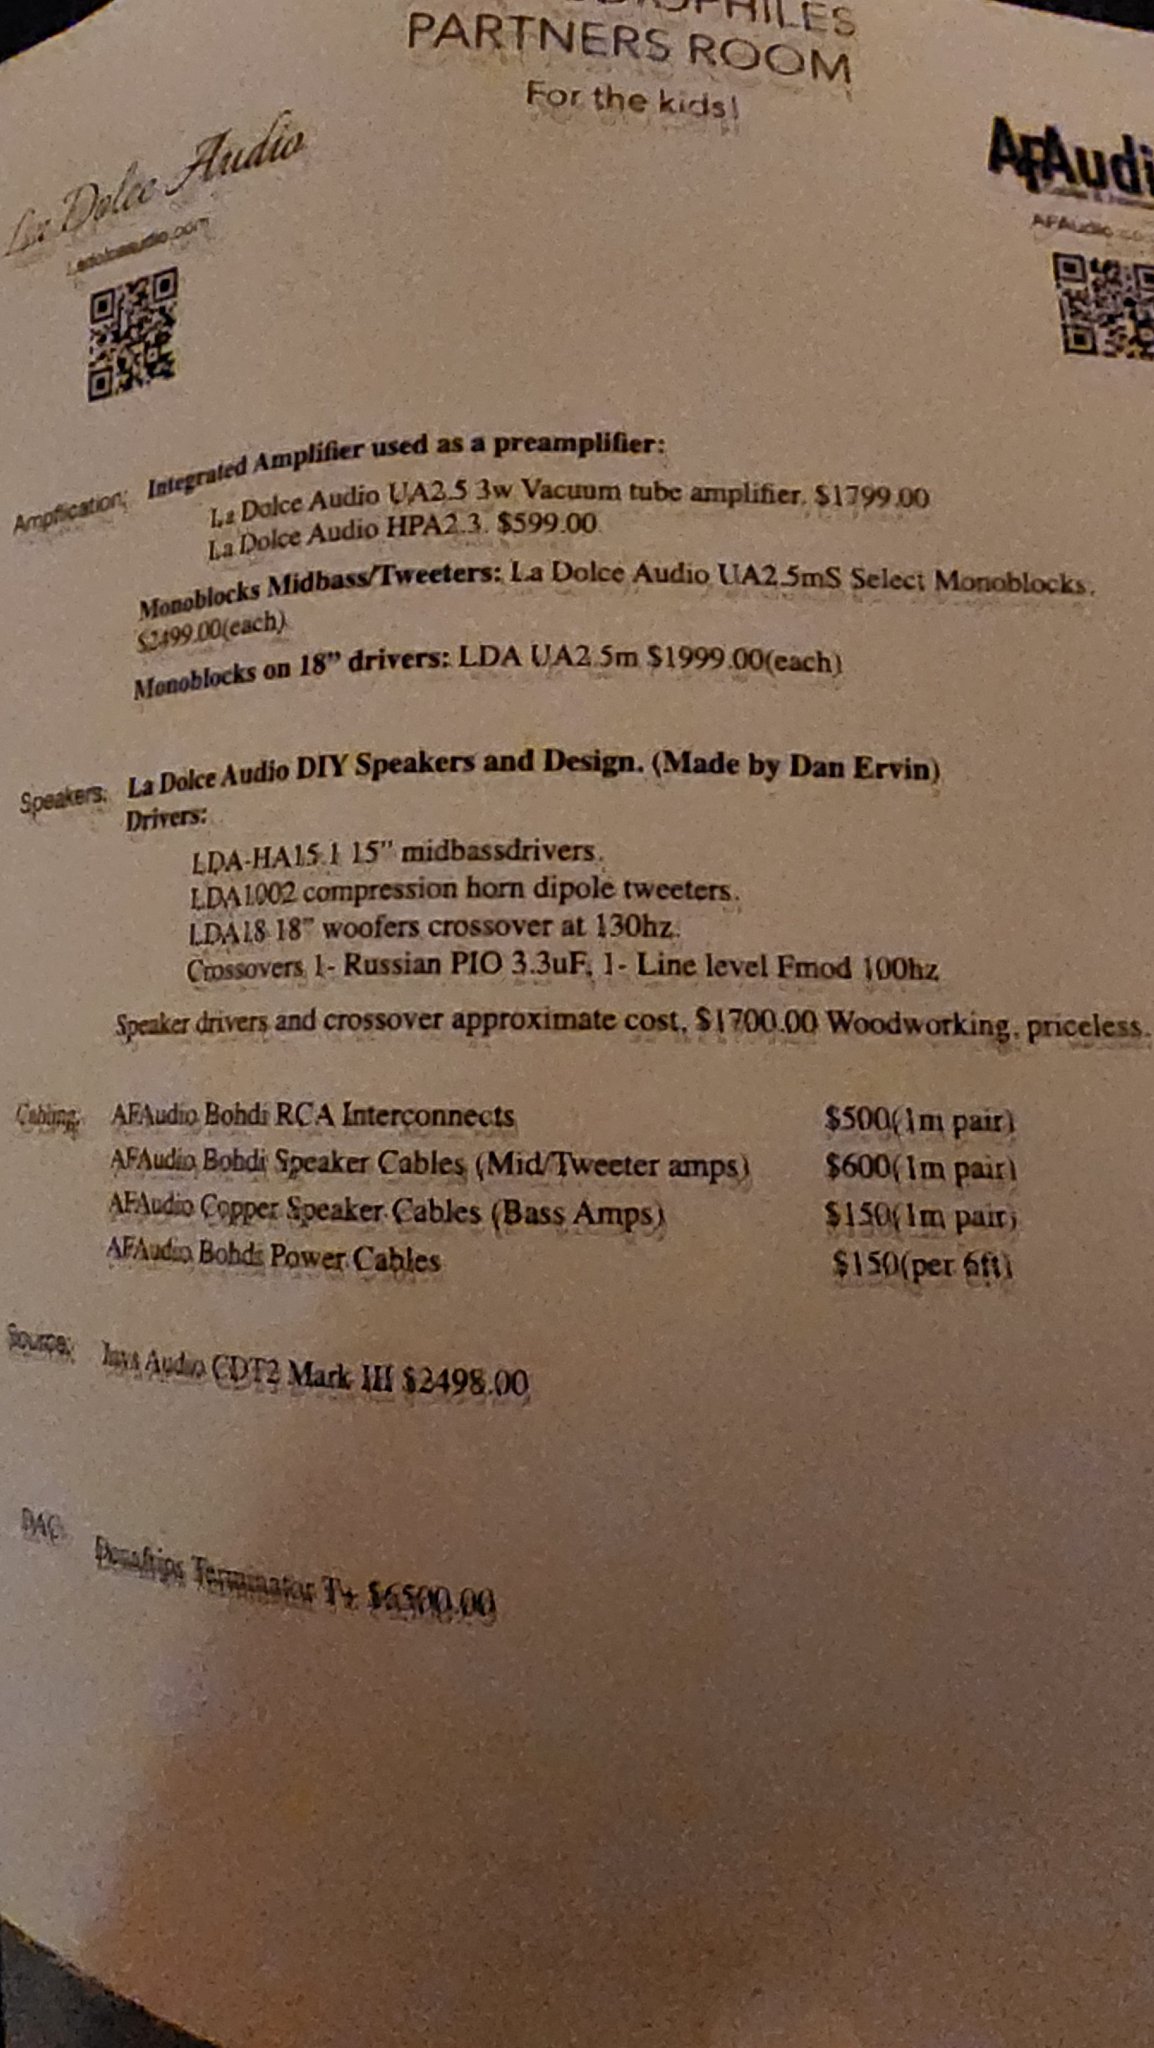 PARTNERS ROOM
For the kids!
La Dolce Audio
Ladolceaudio.com
AFAudi
AFAudio.co
Amplification:
Integrated Amplifier used as a preamplifier:
La Dolce Audio UA2.5 3w Vacuum tube amplifier. $1799.00
La Dolce Audio HPA2.3. $599.00
Monoblocks Midbass/Tweeters: La Dolce Audio UA2.5mS Select Monoblocks.
$2499.00(each)
Monoblocks on 18" drivers: LDA UA2.5m $1999.00(each)
Speakers: La Dolce Audio DIY Speakers and Design. (Made by Dan Ervin)
Drivers:
LDA-HA15.1 15" midbassdrivers.
LDA1002 compression horn dipole tweeters.
LDA18 18" woofers crossover at 130hz.
Crossovers 1- Russian PIO 3.3uF, 1- Line level Fmod 100hz
Speaker drivers and crossover approximate cost, $1700.00 Woodworking, priceless.
Cabling: AFAudio Bohdi RCA Interconnects $500(1m pair)
AFAudio Bohdi Speaker Cables (Mid/Tweeter amps) $600(1m pair)
AFAudio Copper Speaker Cables (Bass Amps) $150(1m pair)
AFAudio Bohdi Power Cables $150(per 6ft)
Source: Audio CDT2 Mark III $2498.00
DAC: Denafrips Terminator T+ $6500.00